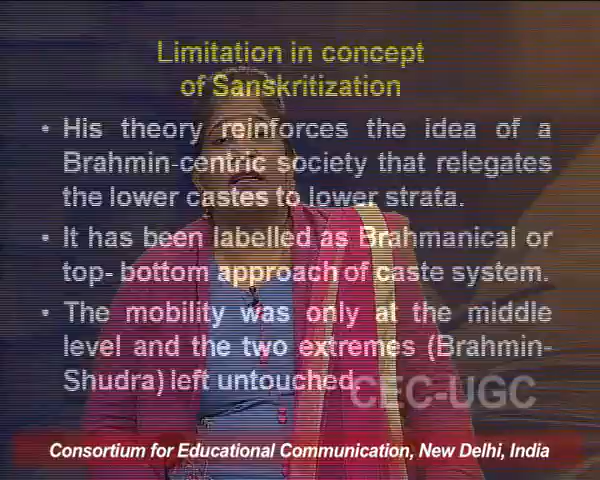 Limitation in concept
of Sanskritization
• His theory reinforces the idea of a
Brahmin-centric society that relegates
the lower castes to lower strata.
• It has been labelled as Brahmanical or
top- bottom approach of caste system.
• The mobility was only at the middle
level and the two extremes (Brahmin-
Shudra) left untouched.
CEC-UGC
Consortium for Educational Communication, New Delhi, India